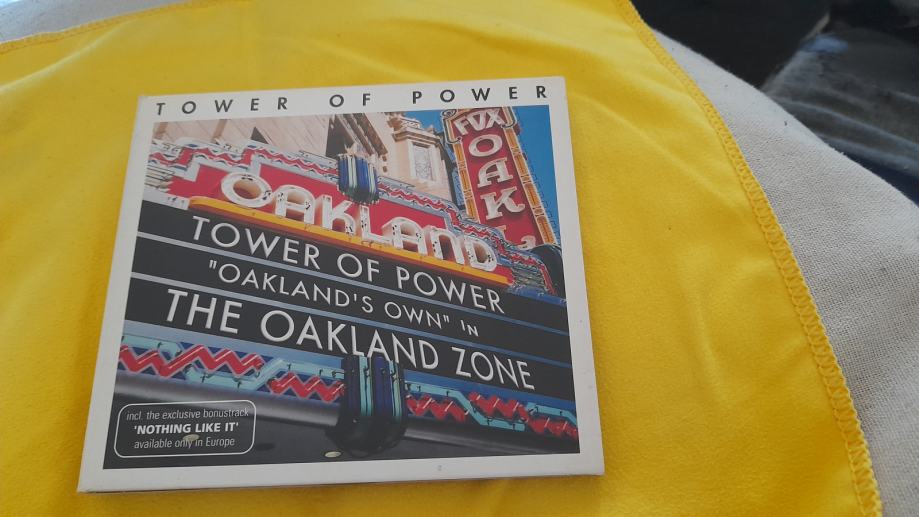 TOWER OF POWER
FOX
OAKL
OAKLAND
TOWER OF POWER
"OAKLAND'S OWN" IN
THE OAKLAND ZONE
incl. the exclusive bonustrack
'NOTHING LIKE IT'
available only in Europe